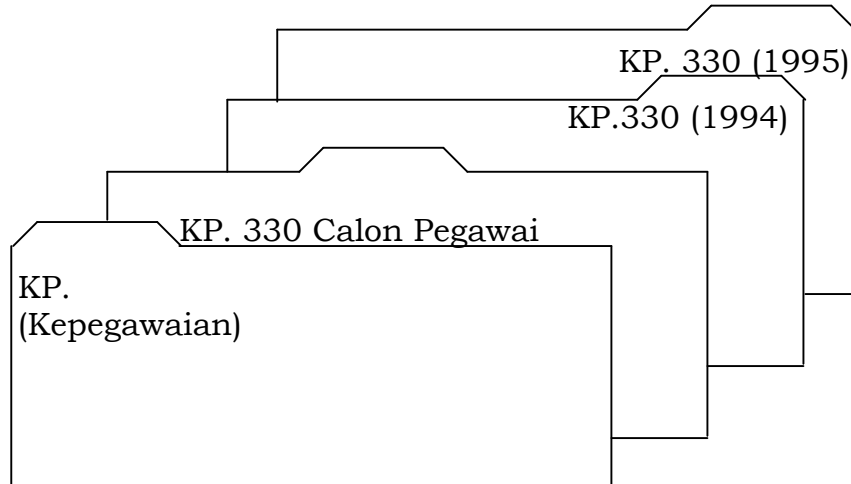 KP. 330 (1995)
KP.330 (1994)
KP. 330 Calon Pegawai
KP.
(Kepegawaian)